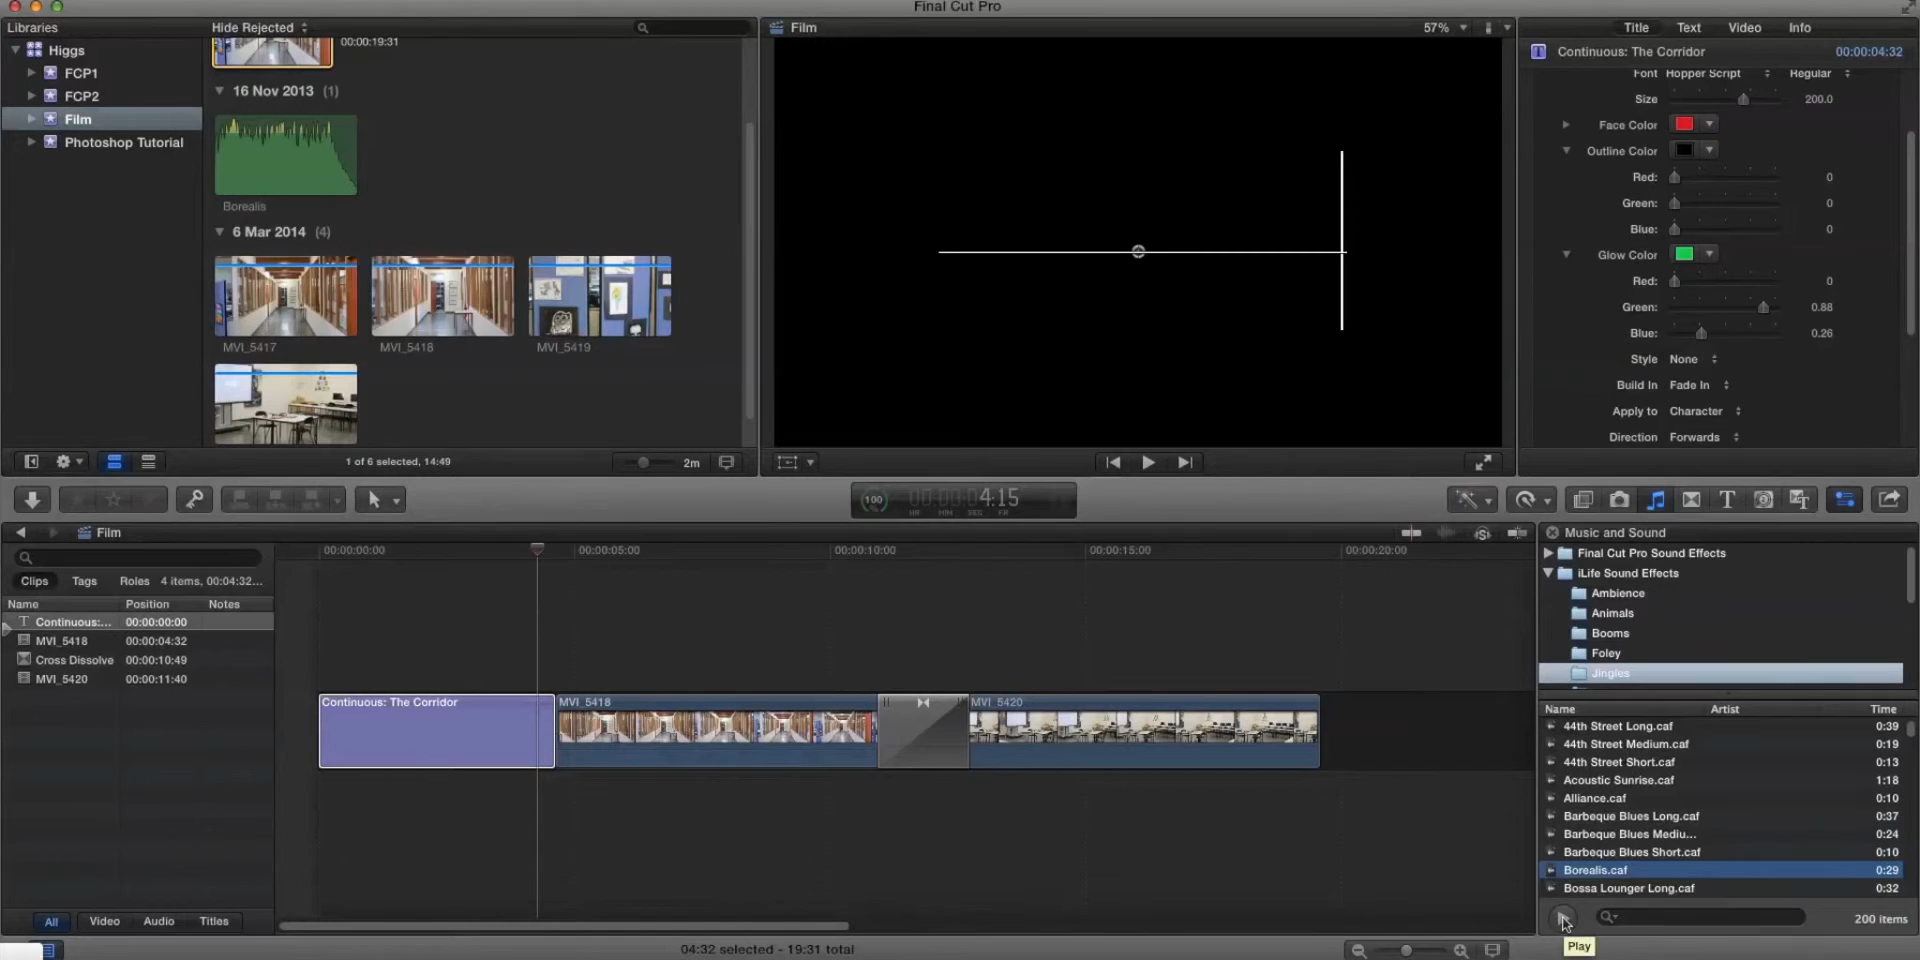 Final Cut Pro
Libraries
Hide Rejected
Film
57%
Title
Text
Video
Info
Higgs
FCP1
FCP2
Film
Photoshop Tutorial
00:00:19:31
16 Nov 2013 (1)
Borealis
6 Mar 2014 (4)
MVI_5417
MVI_5418
MVI_5419
Continuous: The Corridor
00:00:04:32
Font Hopper Script Regular
Size 200.0
Face Color
Outline Color
Red: 0
Green: 0
Blue: 0
Glow Color
Red: 0
Green: 0.88
Blue: 0.26
Style None
Build In Fade In
Apply to Character
Direction Forwards
1 of 6 selected, 14:49
2m
100
4:15
HR MIN SEC FR
Film
Clips
Tags
Roles
4 items, 00:04:32...
Name Position Notes
Continuous:... 00:00:00:00
MVI_5418 00:00:04:32
Cross Dissolve 00:00:10:49
MVI_5420 00:00:11:40
All
Video
Audio
Titles
00:00:00:00
00:00:05:00
00:00:10:00
00:00:15:00
00:00:20:00
Continuous: The Corridor
MVI_5418
MVI_5420
04:32 selected - 19:31 total
Music and Sound
Final Cut Pro Sound Effects
iLife Sound Effects
Ambience
Animals
Booms
Foley
Jingles
Name Artist Time
44th Street Long.caf 0:39
44th Street Medium.caf 0:19
44th Street Short.caf 0:13
Acoustic Sunrise.caf 1:18
Alliance.caf 0:10
Barbeque Blues Long.caf 0:37
Barbeque Blues Mediu... 0:24
Barbeque Blues Short.caf 0:10
Borealis.caf 0:29
Bossa Lounger Long.caf 0:32
200 items
Play